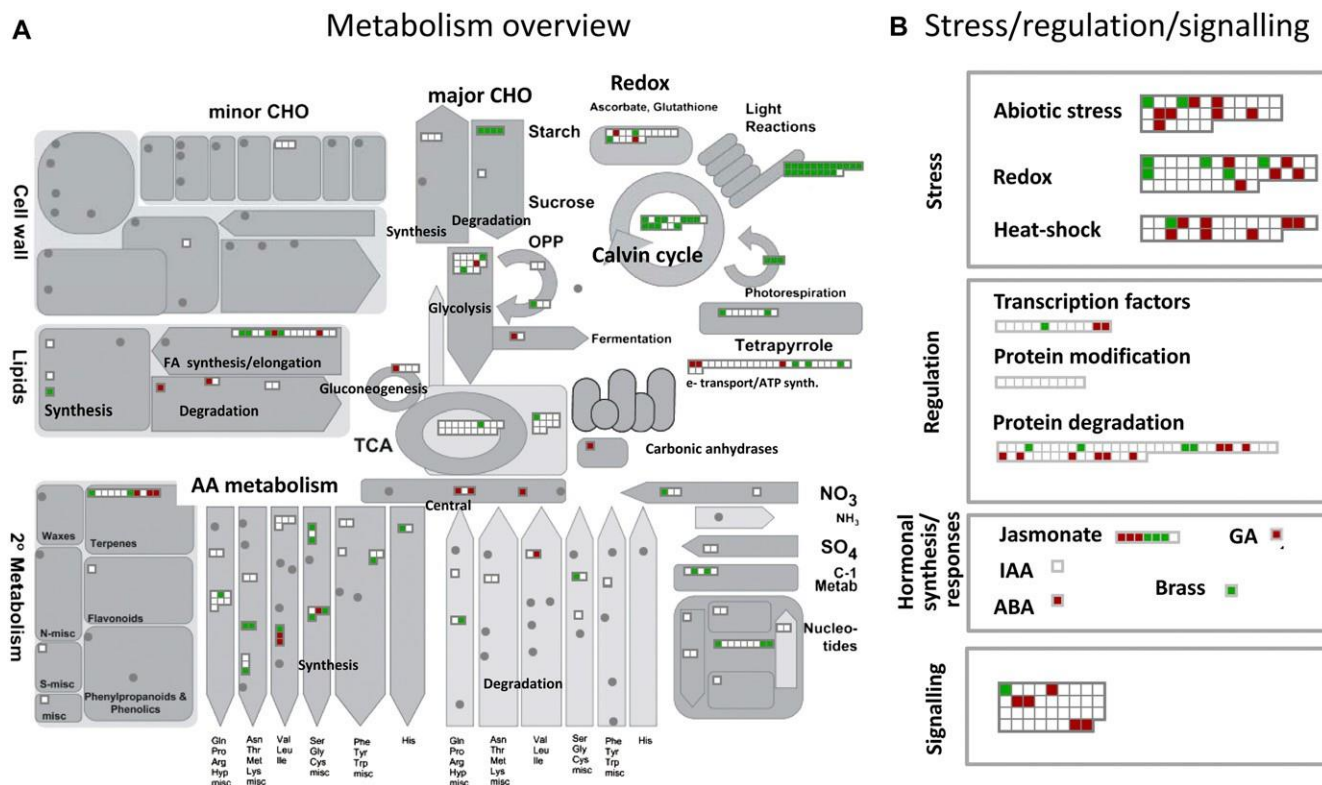 A
Metabolism overview
B
Stress/regulation/signalling
minor CHO
major CHO
Redox
Ascorbate, Glutathione
Light
Reactions
Starch
Sucrose
Degradation
Synthesis
OPP
Calvin cycle
Cell wall
Glycolysis
Photorespiration
Fermentation
Tetrapyrrole
Lipids
FA synthesis/elongation
Synthesis
Degradation
Gluconeogenesis
e- transport/ATP synth.
TCA
Carbonic anhydrases
AA metabolism
Central
NO3
NH3
SO4
C-1
Metab
Nucleo-
tides
2° Metabolism
Waxes
Terpenes
Flavonoids
N-misc
S-misc
misc
Phenylpropanoids &
Phenolics
Synthesis
Degradation
Gln
Pro
Arg
Hyp
misc
Asn
Thr
Met
Lys
misc
Val
Leu
Ile
Ser
Gly
Cys
misc
Phe
Tyr
Trp
misc
His
Gln
Pro
Arg
Hyp
misc
Asn
Thr
Met
Lys
misc
Val
Leu
Ile
Ser
Gly
Cys
misc
Phe
Tyr
Trp
misc
His
Stress
Abiotic stress
Redox
Heat-shock
Regulation
Transcription factors
Protein modification
Protein degradation
Hormonal synthesis/
responses
Jasmonate
GA
IAA
Brass
ABA
Signalling